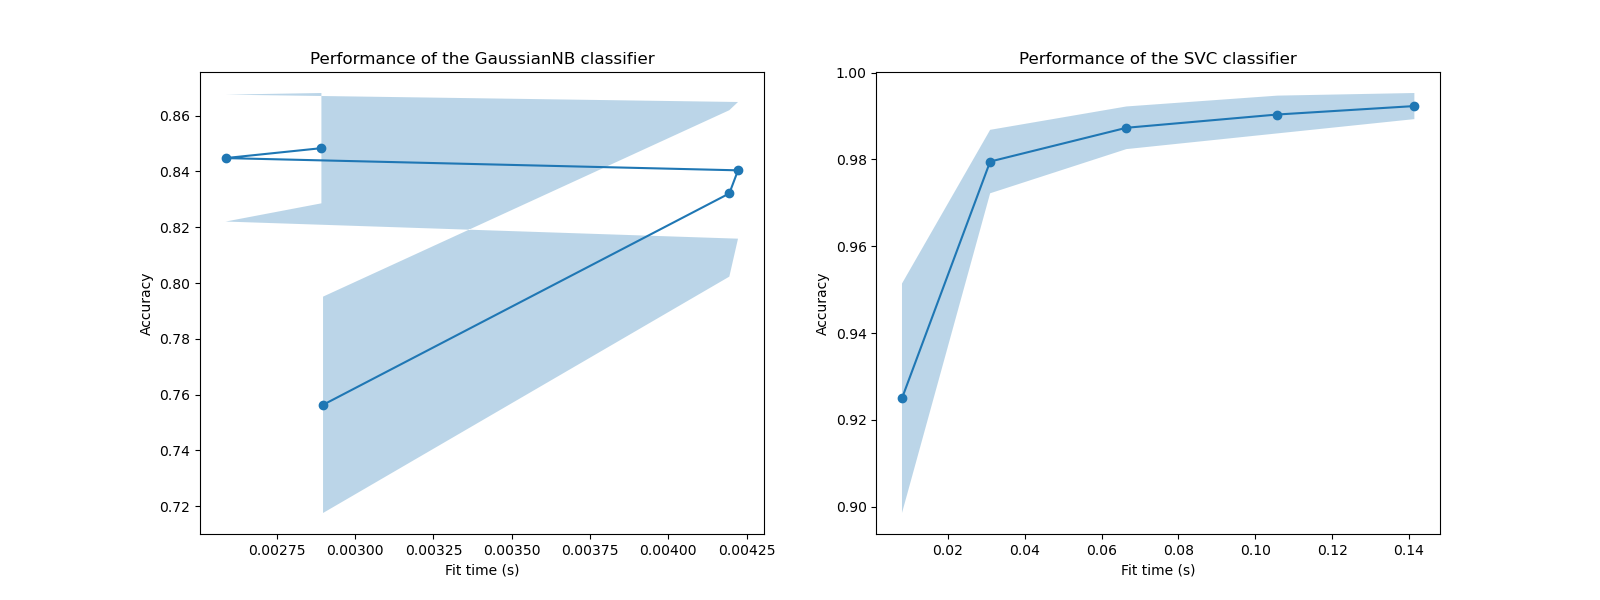 Performance of the GaussianNB classifier
0.86
0.84
0.82
0.80
0.78
0.76
0.74
0.72
Accuracy
0.00275 0.00300 0.00325 0.00350 0.00375 0.00400 0.00425
Fit time (s)
Performance of the SVC classifier
1.00
0.98
0.96
0.94
0.92
0.90
Accuracy
0.02 0.04 0.06 0.08 0.10 0.12 0.14
Fit time (s)